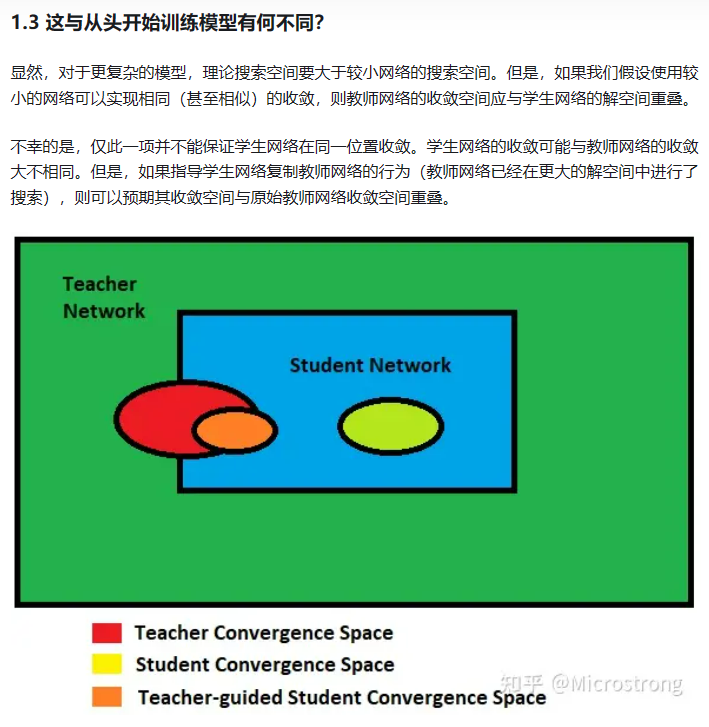 1.3 这与从头开始训练模型有何不同?
显然，对于更复杂的模型，理论搜索空间要大于较小网络的搜索空间。但是，如果我们假设使用较
小的网络可以实现相同（甚至相似）的收敛，则教师网络的收敛空间应与学生网络的解空间重叠。
不幸的是，仅此一项并不能保证学生网络在同一位置收敛。学生网络的收敛可能与教师网络的收敛
大不相同。但是，如果指导学生网络复制教师网络的行为（教师网络已经在更大的解空间中进行了
搜索），则可以预期其收敛空间与原始教师网络收敛空间重叠。
Teacher
Network
Student Network
Teacher Convergence Space
Student Convergence Space
知乎 @Microstrong
Teacher-guided Student Convergence Space